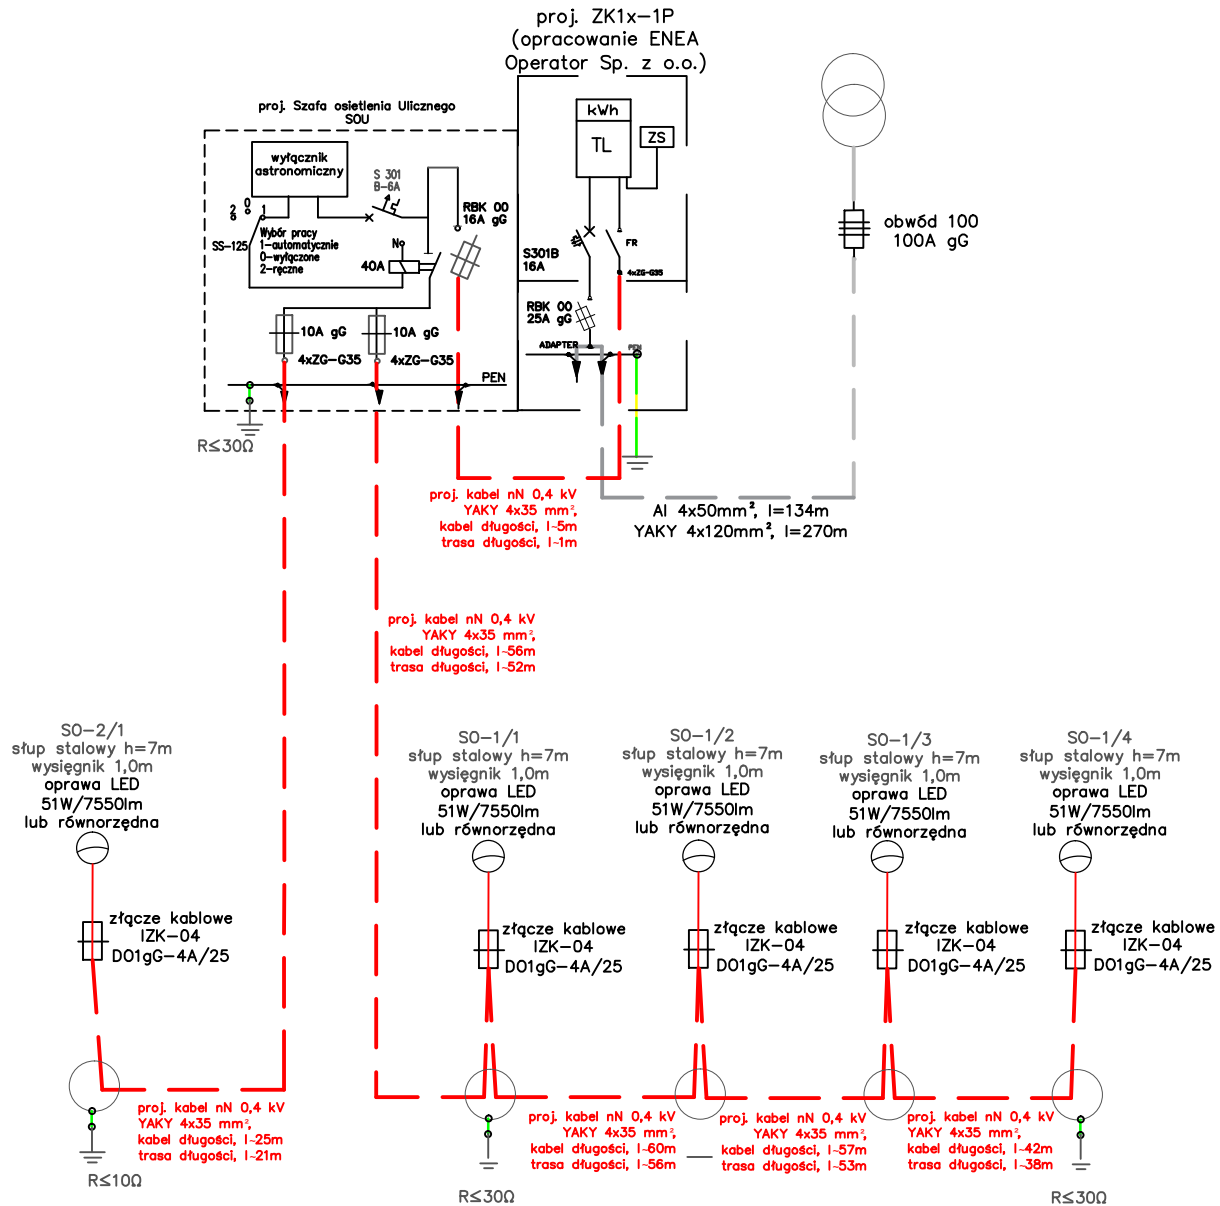 proj. ZK1x-1P
(opracowanie ENEA
Operator Sp. z o.o.)
proj. Szafa osietlenia Ulicznego
SOU
wyłącznik
astronomiczny
S 301
B-6A
2
0
1
SS-125
Wybór pracy
1-automatycznie
0-wyłączone
2-ręczne
N
40A
RBK 00
16A gG
10A gG
10A gG
4xZG-G35
4xZG-G35
PEN
R≤30Ω
kWh
TL
ZS
S301B
16A
FR
4xZG-G35
RBK 00
25A gG
ADAPTER
PEN
obwód 100
100A gG
Al 4x50mm², l=134m
YAKY 4x120mm², l=270m
proj. kabel nN 0,4 kV
YAKY 4x35 mm²,
kabel długości, l~5m
trasa długości, l~1m
proj. kabel nN 0,4 kV
YAKY 4x35 mm²,
kabel długości, l~56m
trasa długości, l~52m
SO-2/1
słup stalowy h=7m
wysięgnik 1,0m
oprawa LED
51W/7550lm
lub równorzędna
złącze kablowe
IZK-04
D01gG-4A/25
proj. kabel nN 0,4 kV
YAKY 4x35 mm²,
kabel długości, l~25m
trasa długości, l~21m
R≤10Ω
SO-1/1
słup stalowy h=7m
wysięgnik 1,0m
oprawa LED
51W/7550lm
lub równorzędna
złącze kablowe
IZK-04
D01gG-4A/25
R≤30Ω
proj. kabel nN 0,4 kV
YAKY 4x35 mm²,
kabel długości, l~60m
trasa długości, l~56m
SO-1/2
słup stalowy h=7m
wysięgnik 1,0m
oprawa LED
51W/7550lm
lub równorzędna
złącze kablowe
IZK-04
D01gG-4A/25
proj. kabel nN 0,4 kV
YAKY 4x35 mm²,
kabel długości, l~57m
trasa długości, l~53m
SO-1/3
słup stalowy h=7m
wysięgnik 1,0m
oprawa LED
51W/7550lm
lub równorzędna
złącze kablowe
IZK-04
D01gG-4A/25
proj. kabel nN 0,4 kV
YAKY 4x35 mm²,
kabel długości, l~42m
trasa długości, l~38m
SO-1/4
słup stalowy h=7m
wysięgnik 1,0m
oprawa LED
51W/7550lm
lub równorzędna
złącze kablowe
IZK-04
D01gG-4A/25
R≤30Ω